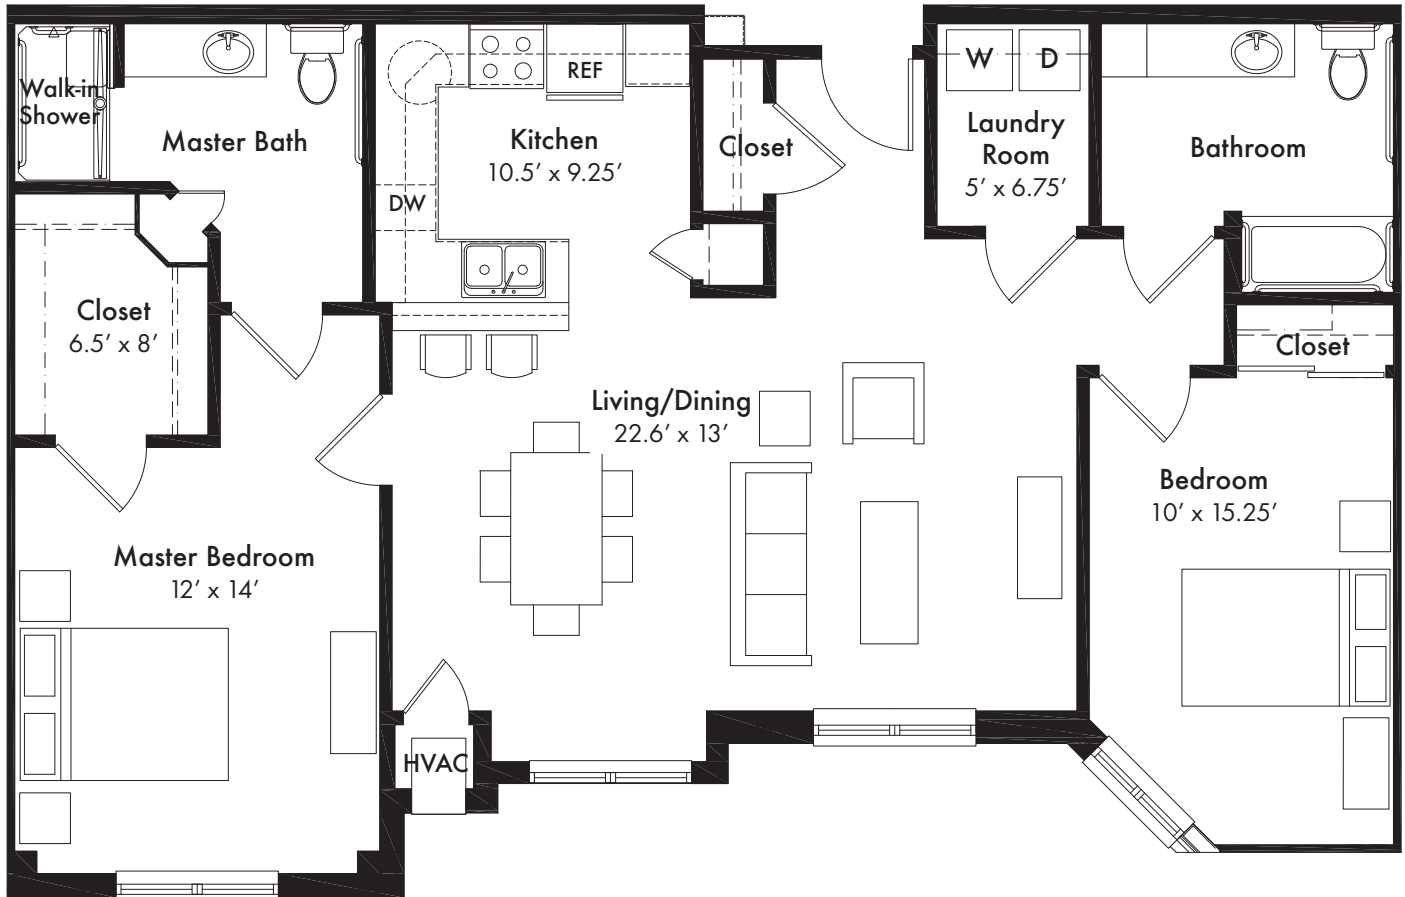 Walk-in
Shower
Master Bath
REF
Kitchen
10.5’ x 9.25’
DW
Closet
W
D
Laundry
Room
5’ x 6.75’
Bathroom
Closet
6.5’ x 8’
Living/Dining
22.6’ x 13’
Closet
Bedroom
10’ x 15.25’
Master Bedroom
12’ x 14’
HVAC